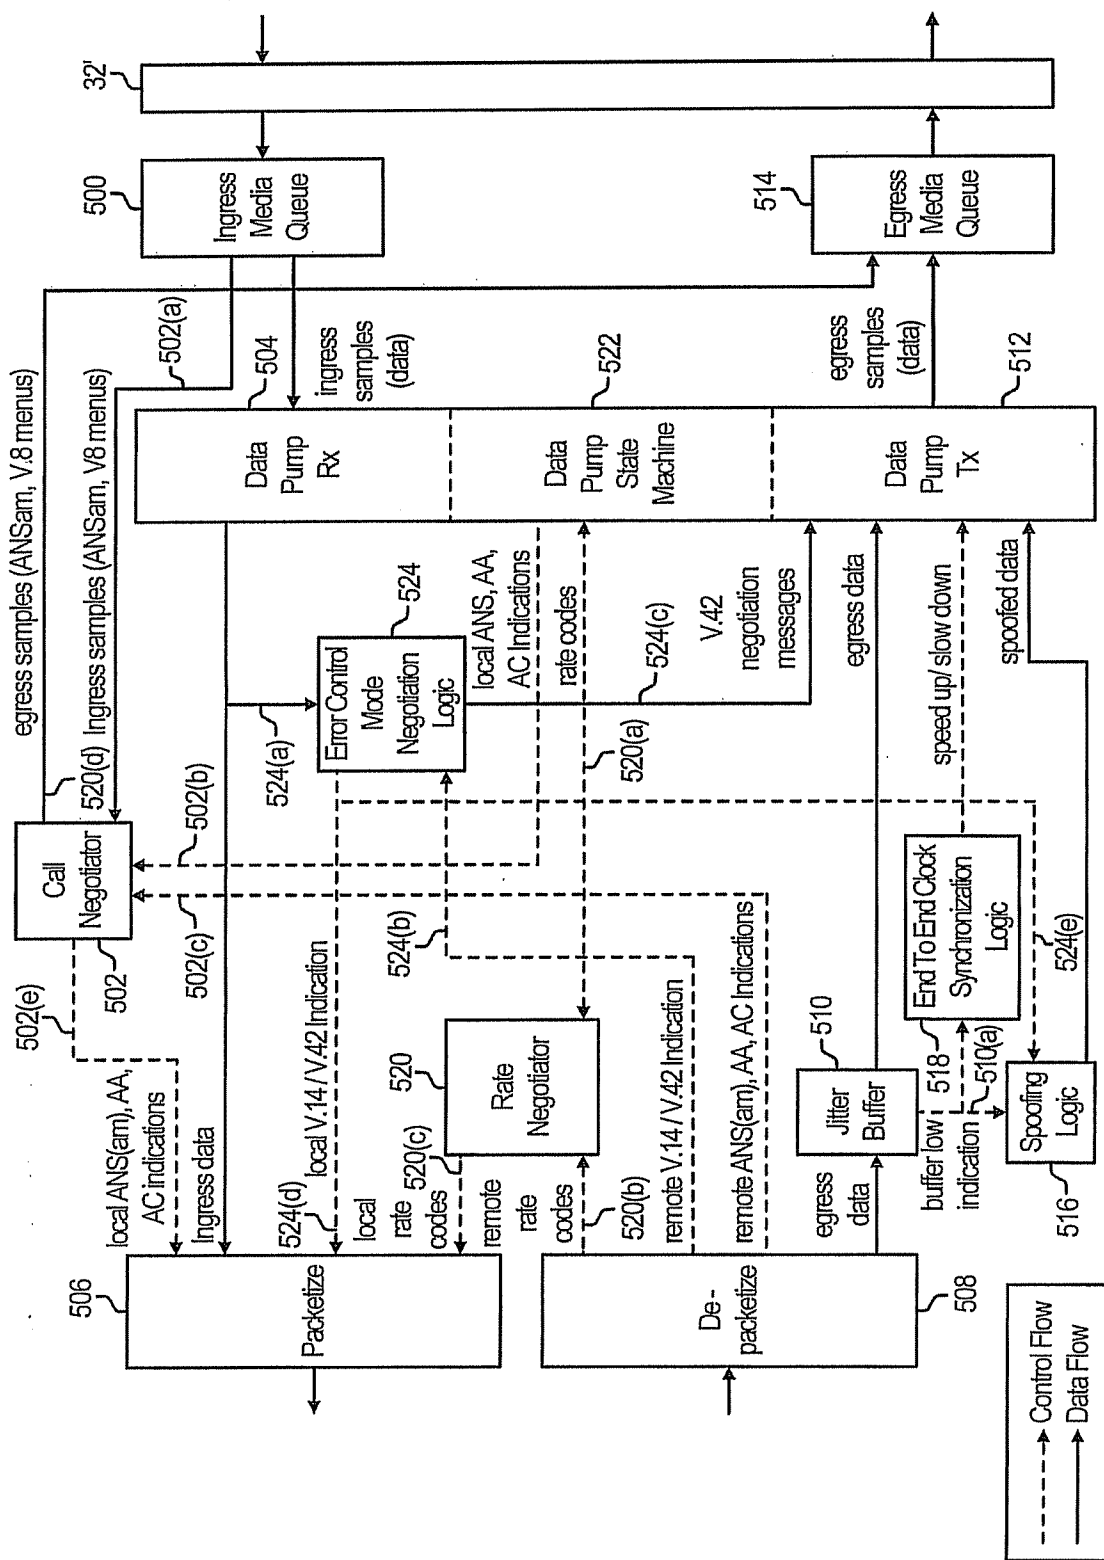 32'
500
Ingress
Media
Queue
514
Egress
Media
Queue
egress samples (ANSam, V.8 menus)
Ingress samples (ANSam, V8 menus)
502(a)
520(d)
504
ingress
samples
(data)
Data
Pump
Rx
522
Data
Pump
State
Machine
egress
samples
(data)
512
Data
Pump
Tx
Call
Negotiator
502
502(b)
502(c)
502(e)
524(a)
524
Error Control
Mode
Negotiation
Logic
local ANS, AA,
AC Indications
rate codes
524(c)
520(a)
V.42
negotiation
messages
egress data
speed up/ slow down
spoofed data
524(b)
local V.14 / V.42 Indication
524(d)
520
Rate
Negotiator
520(c)
510
Jitter
Buffer
518
End To End Clock
Synchronization
Logic
524(e)
510(a)
buffer low
indication
Spoofing
Logic
516
local ANS(am), AA,
AC indications
Ingress data
local
rate
codes
remote
rate
codes
520(b)
remote V.14 / V.42 Indication
remote ANS(am), AA, AC Indications
egress
data
506
Packetize
508
De -
packetize
Control Flow
Data Flow